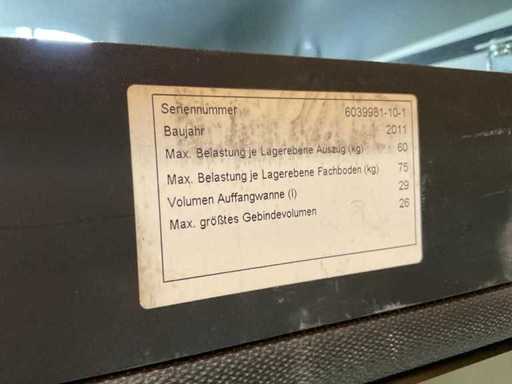 Seriennummer 6039981-10-1
Baujahr 2011
Max. Belastung je Lagerebene Auszug (kg) 60
Max. Belastung je Lagerebene Fachboden (kg) 75
Volumen Auffangwanne (l) 29
Max. größtes Gebindevolumen 26